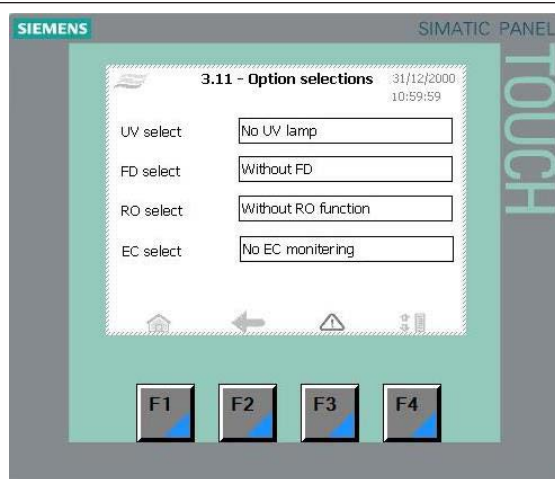 SIEMENS
SIMATIC PANEL
TOUCH
3.11 - Option selections
31/12/2000
10:59:59
UV select
No UV lamp
FD select
Without FD
RO select
Without RO function
EC select
No EC monitering
F1
F2
F3
F4